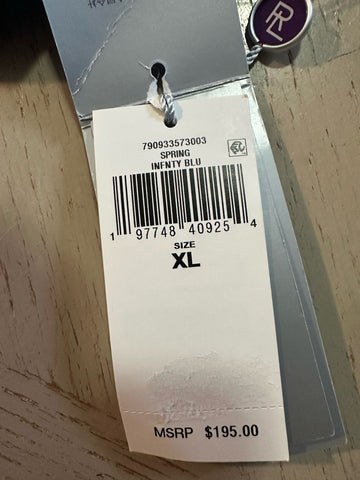 790933573003
SPRING
INFNTY BLU
1 97748 40925 4
SIZE
XL
MSRP $195.00